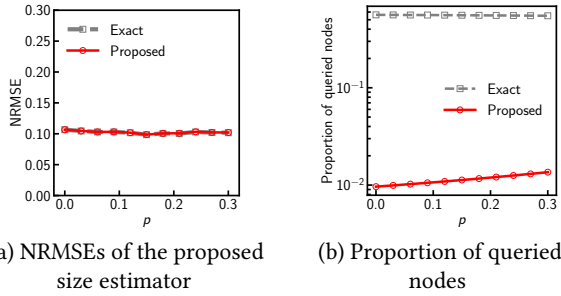 0.30
0.25
0.20
0.15
0.10
0.05
0.00
NRMSE
Exact
Proposed
0.0 0.1 0.2 0.3
p
10⁻¹
10⁻²
Proportion of queried nodes
Exact
Proposed
0.0 0.1 0.2 0.3
p
a) NRMSEs of the proposed
size estimator
(b) Proportion of queried
nodes